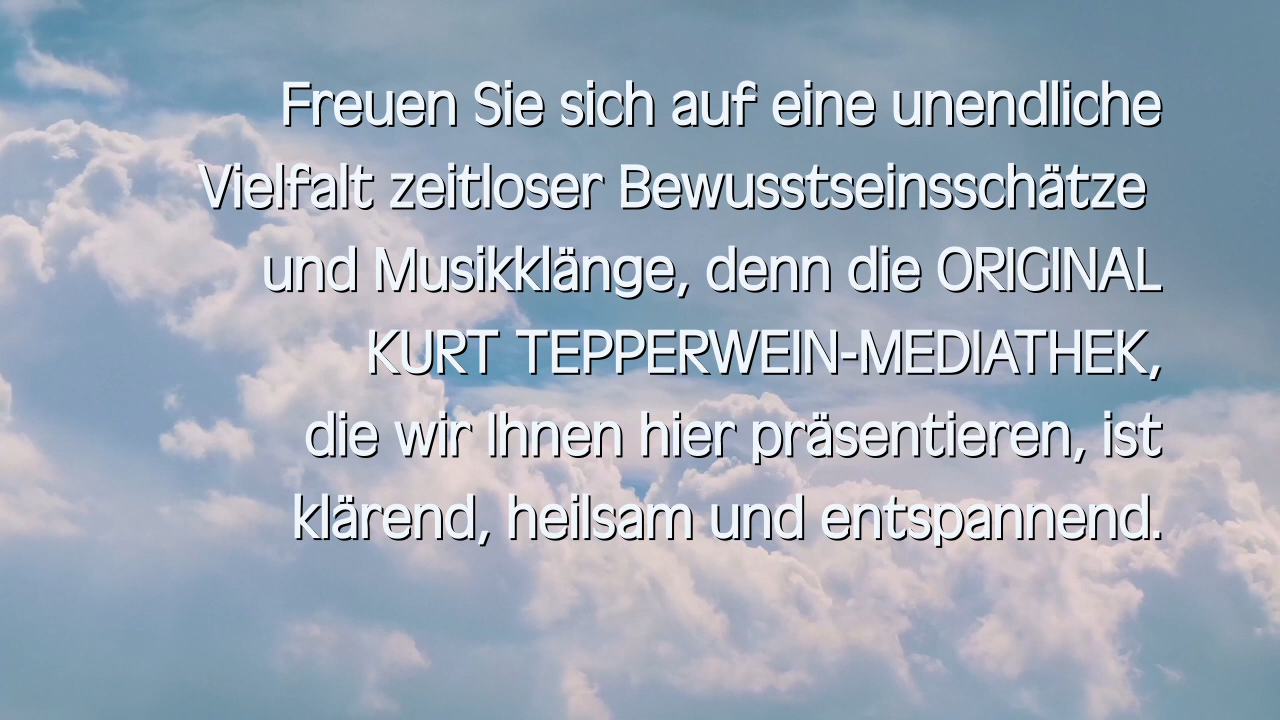 Freuen Sie sich auf eine unendliche
Vielfalt zeitloser Bewusstseinsschätze
und Musikklänge, denn die ORIGINAL
KURT TEPPERWEIN-MEDIATHEK,
die wir Ihnen hier präsentieren, ist
klärend, heilsam und entspannend.